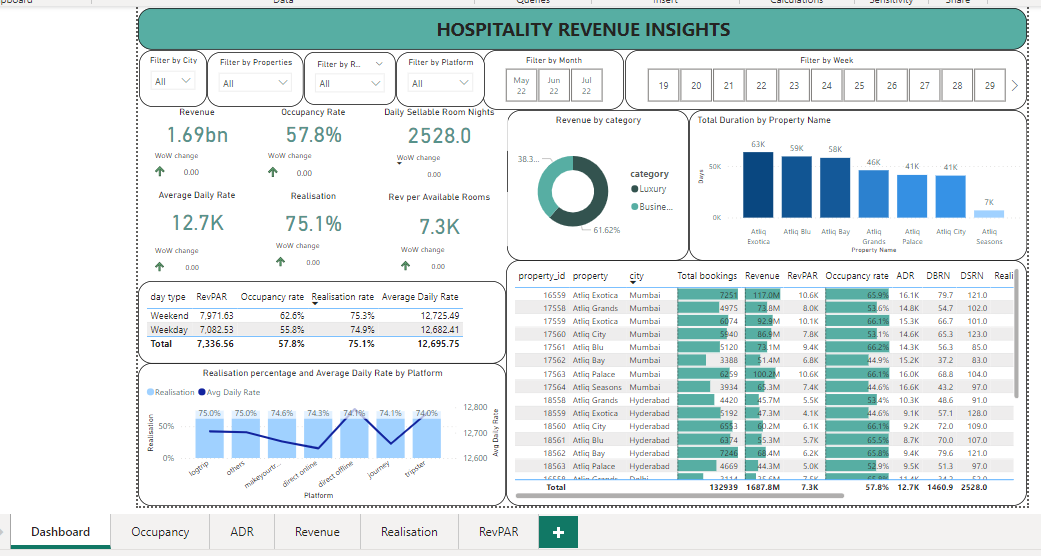 Data
Queries
Insert
Calculations
Sensitivity
Share
HOSPITALITY REVENUE INSIGHTS
Filter by City
All
Filter by Properties
All
Filter by R...
All
Filter by Platform
All
Filter by Month
May 22
Jun 22
Jul 22
Filter by Week
19 20 21 22 23 24 25 26 27 28 29
Revenue
1.69bn
WoW change
0.00
Occupancy Rate
57.8%
WoW change
0.00
Daily Sellable Room Nights
2528.0
WoW change
0.00
Average Daily Rate
12.7K
WoW change
0.00
Realisation
75.1%
WoW change
0.00
Rev per Available Rooms
7.3K
WoW change
0.00
Revenue by category
38.3...
61.62%
category
Luxury
Busine...
Total Duration by Property Name
Days
50K
0K
63K 59K 58K 46K 41K 41K 7K
Atliq Exotica
Atliq Blu
Atliq Bay
Atliq Grands
Atliq Palace
Atliq City
Atliq Seasons
Property Name
day type RevPAR Occupancy rate Realisation rate Average Daily Rate
Weekend 7,971.63 62.6% 75.3% 12,725.49
Weekday 7,082.53 55.8% 74.9% 12,682.41
Total 7,336.56 57.8% 75.1% 12,695.75
Realisation percentage and Average Daily Rate by Platform
Realisation Avg Daily Rate
Realisation
50%
0%
75.0% 75.0% 74.6% 74.3% 74.1% 74.1% 74.0%
12,800
12,700
12,600
Avg Daily Rate
logtrip
others
makeyourtr...
direct online
direct offline
journey
tripster
Platform
property_id property city Total bookings Revenue RevPAR Occupancy rate ADR DBRN DSRN Reali
16559 Atliq Exotica Mumbai 7251 117.0M 10.6K 65.9% 16.1K 79.7 121.0
17558 Atliq Grands Mumbai 4975 73.8M 8.0K 53.6% 14.8K 54.7 102.0
17559 Atliq Exotica Mumbai 6074 92.9M 10.1K 66.1% 15.3K 66.7 101.0
17560 Atliq City Mumbai 5940 86.9M 7.8K 53.1% 14.6K 65.3 123.0
17561 Atliq Blu Mumbai 5120 73.1M 9.4K 66.2% 14.3K 56.3 85.0
17562 Atliq Bay Mumbai 3388 51.4M 6.8K 44.9% 15.2K 37.2 83.0
17563 Atliq Palace Mumbai 6259 100.2M 10.6K 66.1% 16.0K 68.8 104.0
17564 Atliq Seasons Mumbai 3934 65.3M 7.4K 44.6% 16.6K 43.2 97.0
18558 Atliq Grands Hyderabad 4420 45.7M 5.5K 53.4% 10.3K 48.6 91.0
18559 Atliq Exotica Hyderabad 5192 47.3M 4.1K 44.6% 9.1K 57.1 128.0
18560 Atliq City Hyderabad 6553 60.2M 6.1K 66.1% 9.2K 72.0 109.0
18561 Atliq Blu Hyderabad 6374 55.3M 5.7K 65.5% 8.7K 70.0 107.0
18562 Atliq Bay Hyderabad 7246 68.4M 6.2K 65.8% 9.4K 79.6 121.0
18563 Atliq Palace Hyderabad 4669 44.3M 5.0K 52.9% 9.5K 51.3 97.0
Total 132939 1687.8M 7.3K 57.8% 12.7K 1460.9 2528.0
Dashboard
Occupancy
ADR
Revenue
Realisation
RevPAR
+